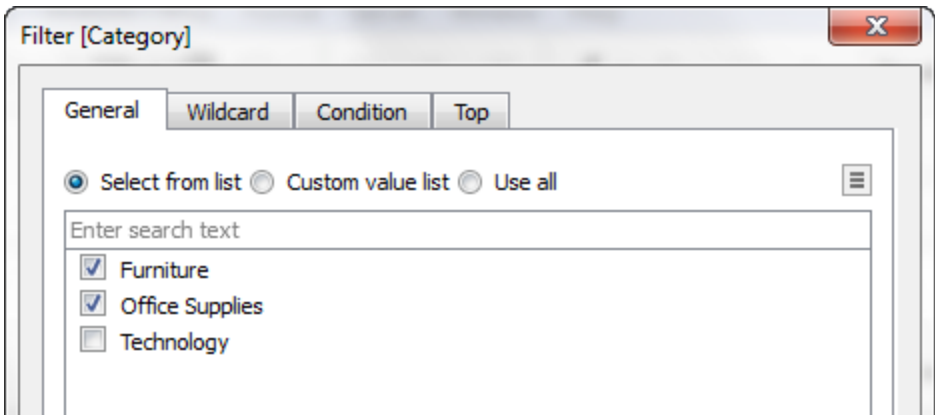 Filter [Category]
General Wildcard Condition Top
Select from list Custom value list Use all
Enter search text
Furniture
Office Supplies
Technology